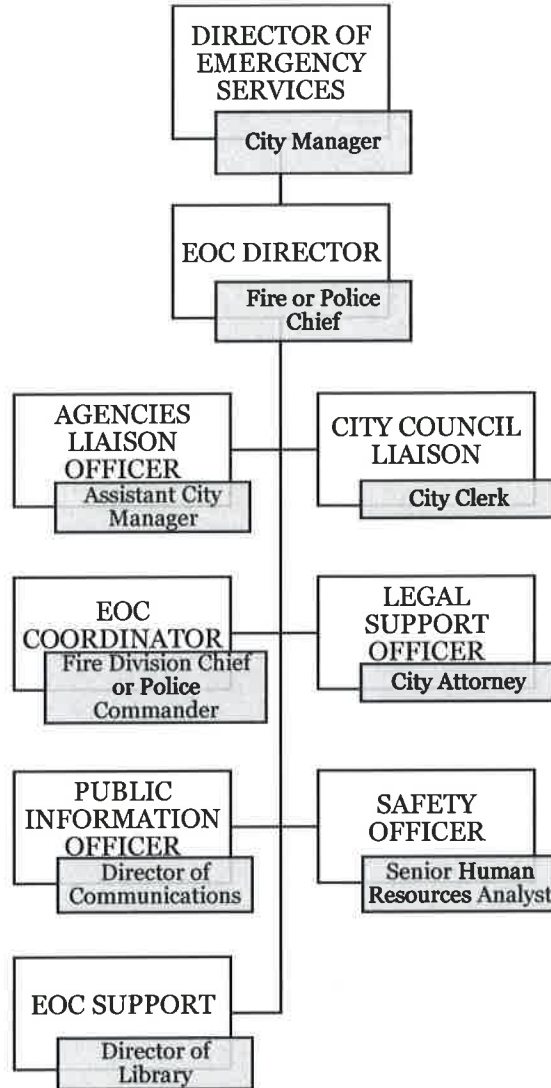 DIRECTOR OF
EMERGENCY
SERVICES
City Manager
EOC DIRECTOR
Fire or Police
Chief
AGENCIES
LIAISON
OFFICER
Assistant City
Manager
CITY COUNCIL
LIAISON
City Clerk
EOC
COORDINATOR
Fire Division Chief
or Police
Commander
LEGAL
SUPPORT
OFFICER
City Attorney
PUBLIC
INFORMATION
OFFICER
Director of
Communications
SAFETY
OFFICER
Senior Human
Resources Analyst
EOC SUPPORT
Director of
Library